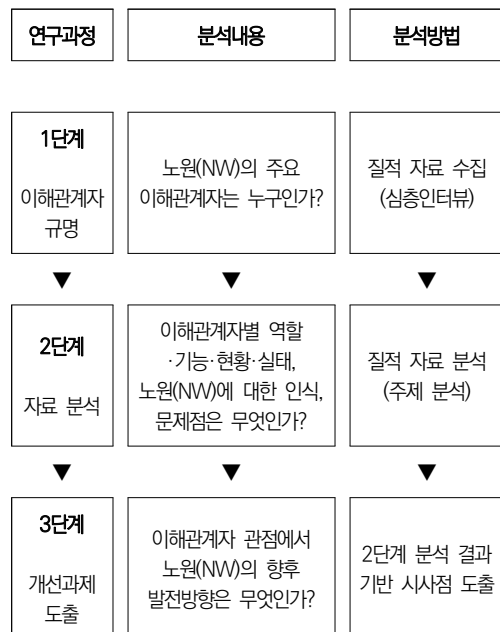 연구과정 분석내용 분석방법
1단계
이해관계자
규명
노원(NW)의 주요
이해관계자는 누구인가?
질적 자료 수집
(심층인터뷰)
▼ ▼ ▼
2단계
자료 분석
이해관계자별 역할
·기능·현황·실태,
노원(NW)에 대한 인식,
문제점은 무엇인가?
질적 자료 분석
(주제 분석)
▼ ▼ ▼
3단계
개선과제
도출
이해관계자 관점에서
노원(NW)의 향후
발전방향은 무엇인가?
2단계 분석 결과
기반 시사점 도출